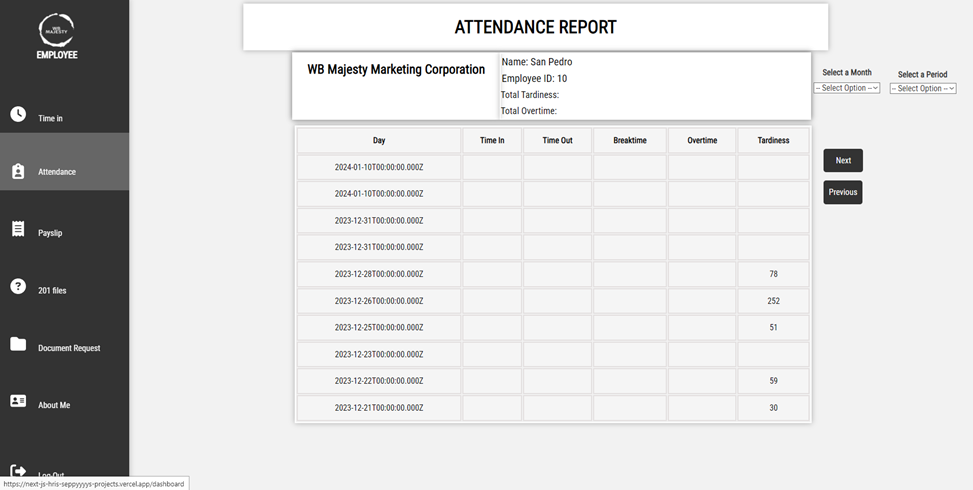 WB
MAJESTY
EMPLOYEE
Time in
Attendance
Payslip
201 files
Document Request
About Me
Log Out
https://next-js-hris-seppyyyys-projects.vercel.app/dashboard
ATTENDANCE REPORT
WB Majesty Marketing Corporation
Name: San Pedro
Employee ID: 10
Total Tardiness:
Total Overtime:
Select a Month
-- Select Option --
Select a Period
-- Select Option --
Day Time In Time Out Breaktime Overtime Tardiness
2024-01-10T00:00:00.000Z
2024-01-10T00:00:00.000Z
2023-12-31T00:00:00.000Z
2023-12-31T00:00:00.000Z
2023-12-28T00:00:00.000Z 78
2023-12-26T00:00:00.000Z 252
2023-12-25T00:00:00.000Z 51
2023-12-23T00:00:00.000Z
2023-12-22T00:00:00.000Z 59
2023-12-21T00:00:00.000Z 30
Next
Previous